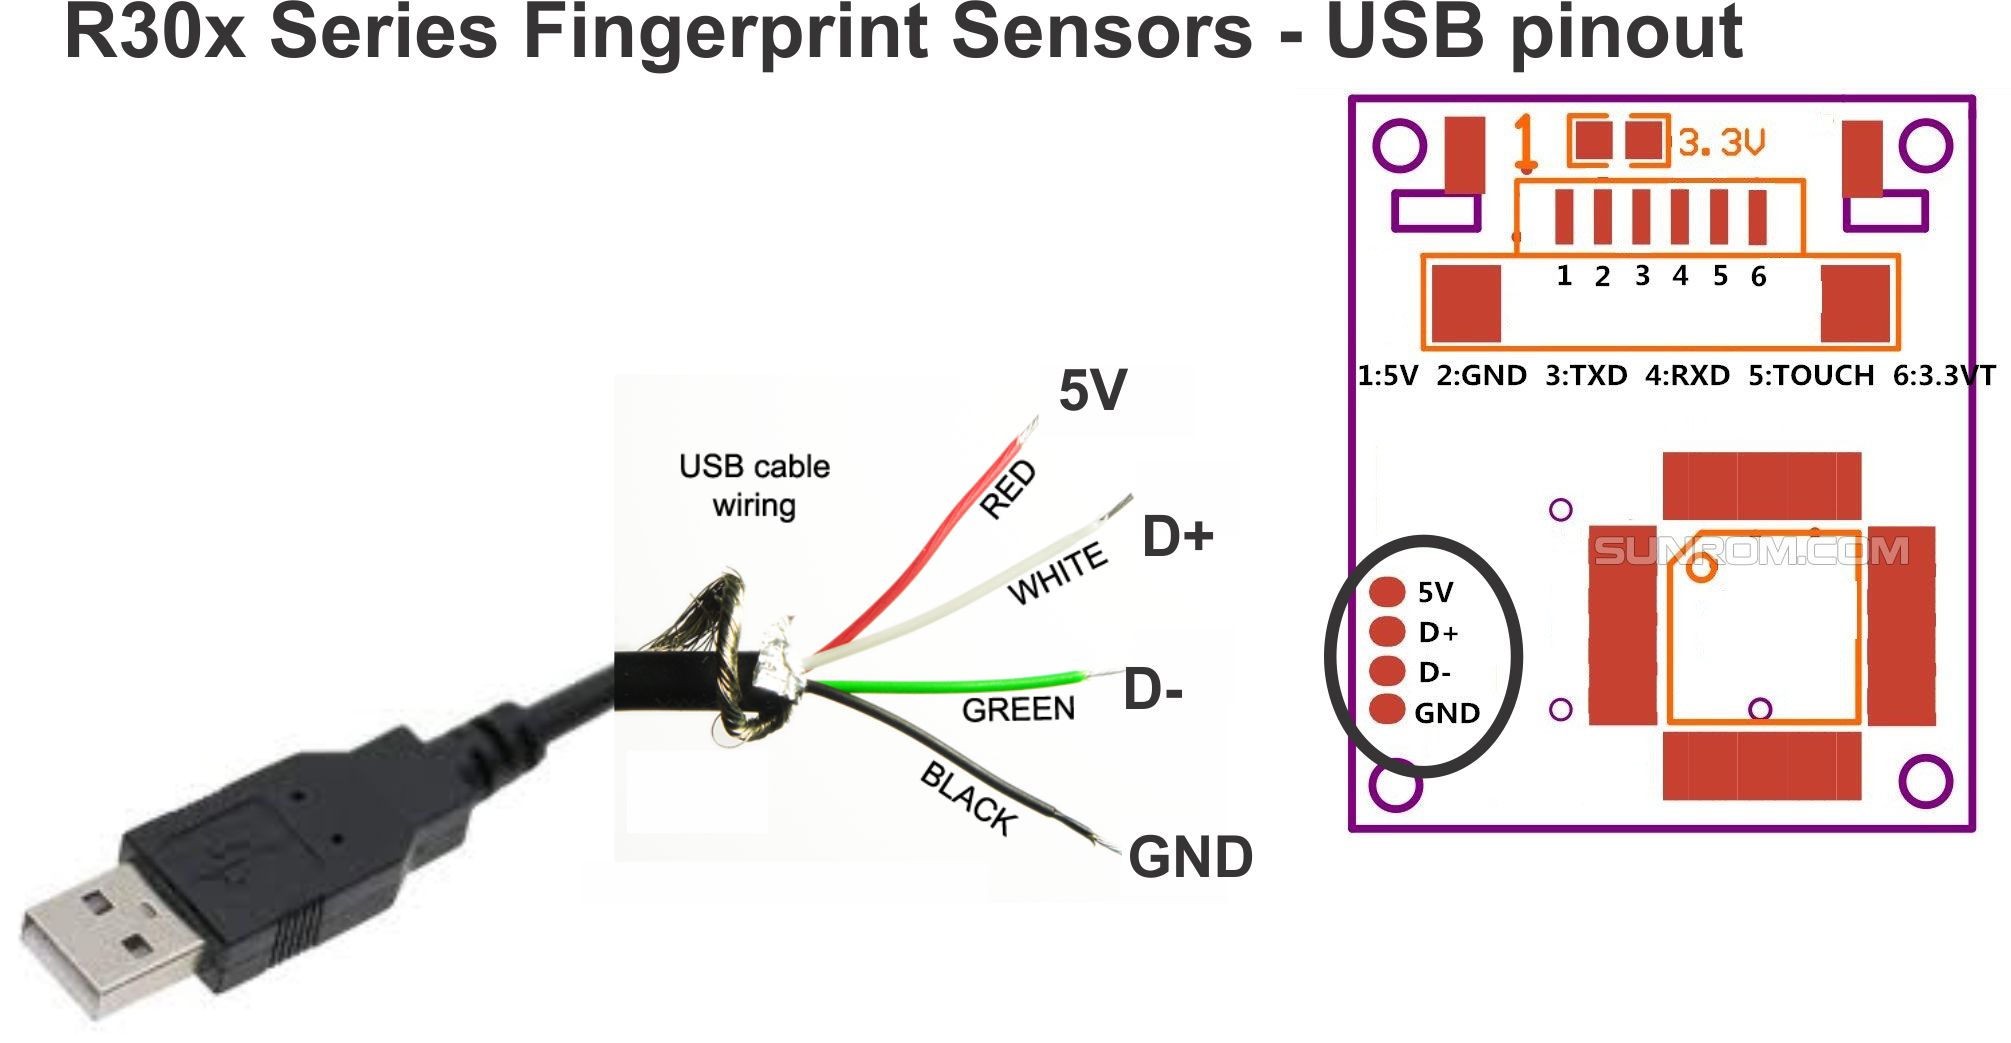 R30x Series Fingerprint Sensors - USB pinout
1 3.3V
1 2 3 4 5 6
1:5V 2:GND 3:TXD 4:RXD 5:TOUCH 6:3.3VT
5V
USB cable
wiring
RED
D+
WHITE
D-
GREEN
BLACK
GND
SUNROM.COM
5V
D+
D-
GND